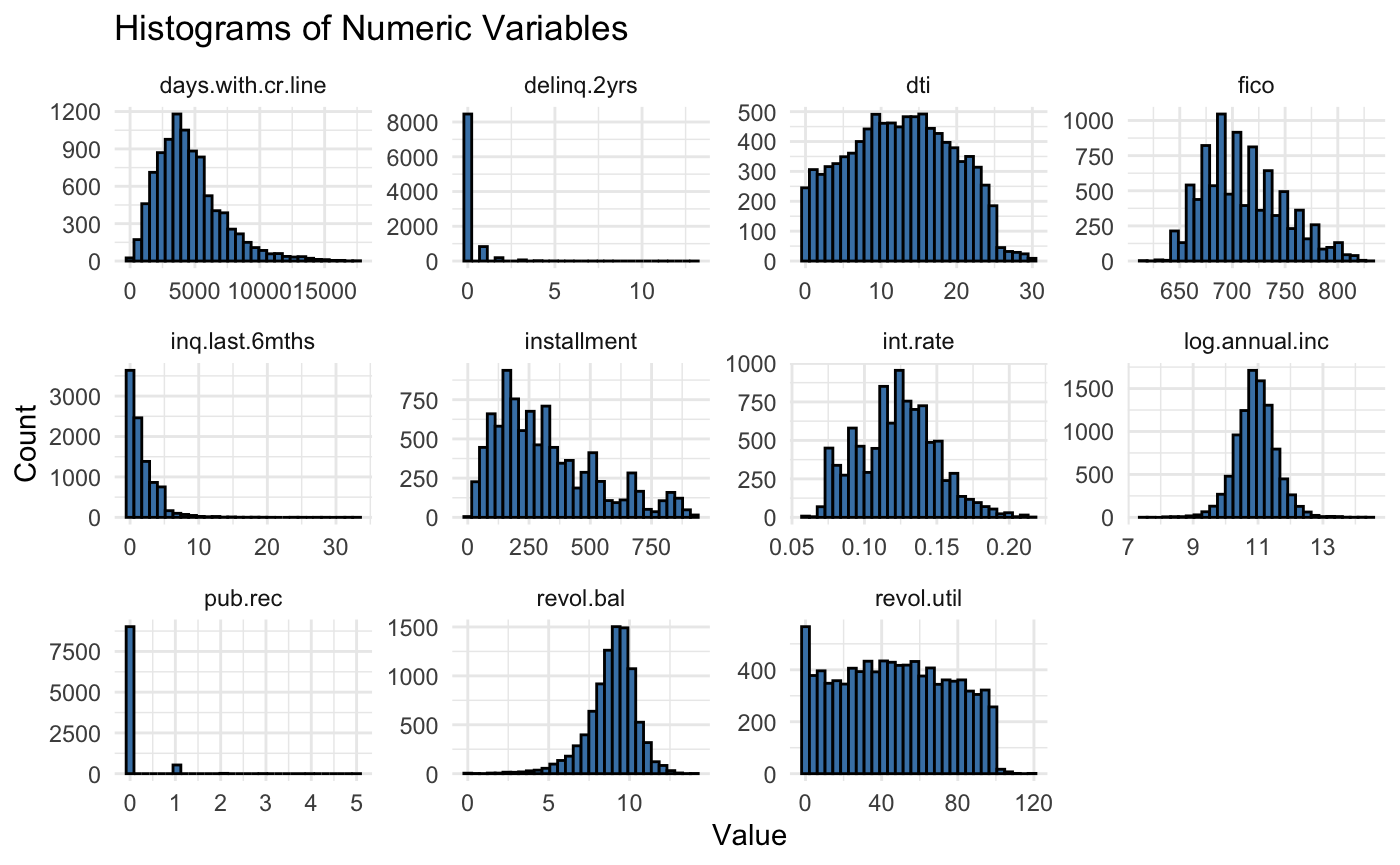 Histograms of Numeric Variables
days.with.cr.line
1200
900
600
300
0
0 5000 10000 15000
delinq.2yrs
8000
6000
4000
2000
0
0 5 10
dti
500
400
300
200
100
0
0 10 20 30
fico
1000
750
500
250
0
650 700 750 800
Count
inq.last.6mths
3000
2000
1000
0
0 10 20 30
installment
750
500
250
0
0 250 500 750
int.rate
1000
750
500
250
0
0.05 0.10 0.15 0.20
log.annual.inc
1500
1000
500
0
7 9 11 13
pub.rec
7500
5000
2500
0
0 1 2 3 4 5
revol.bal
1500
1000
500
0
0 5 10
revol.util
400
200
0
0 40 80 120
Value